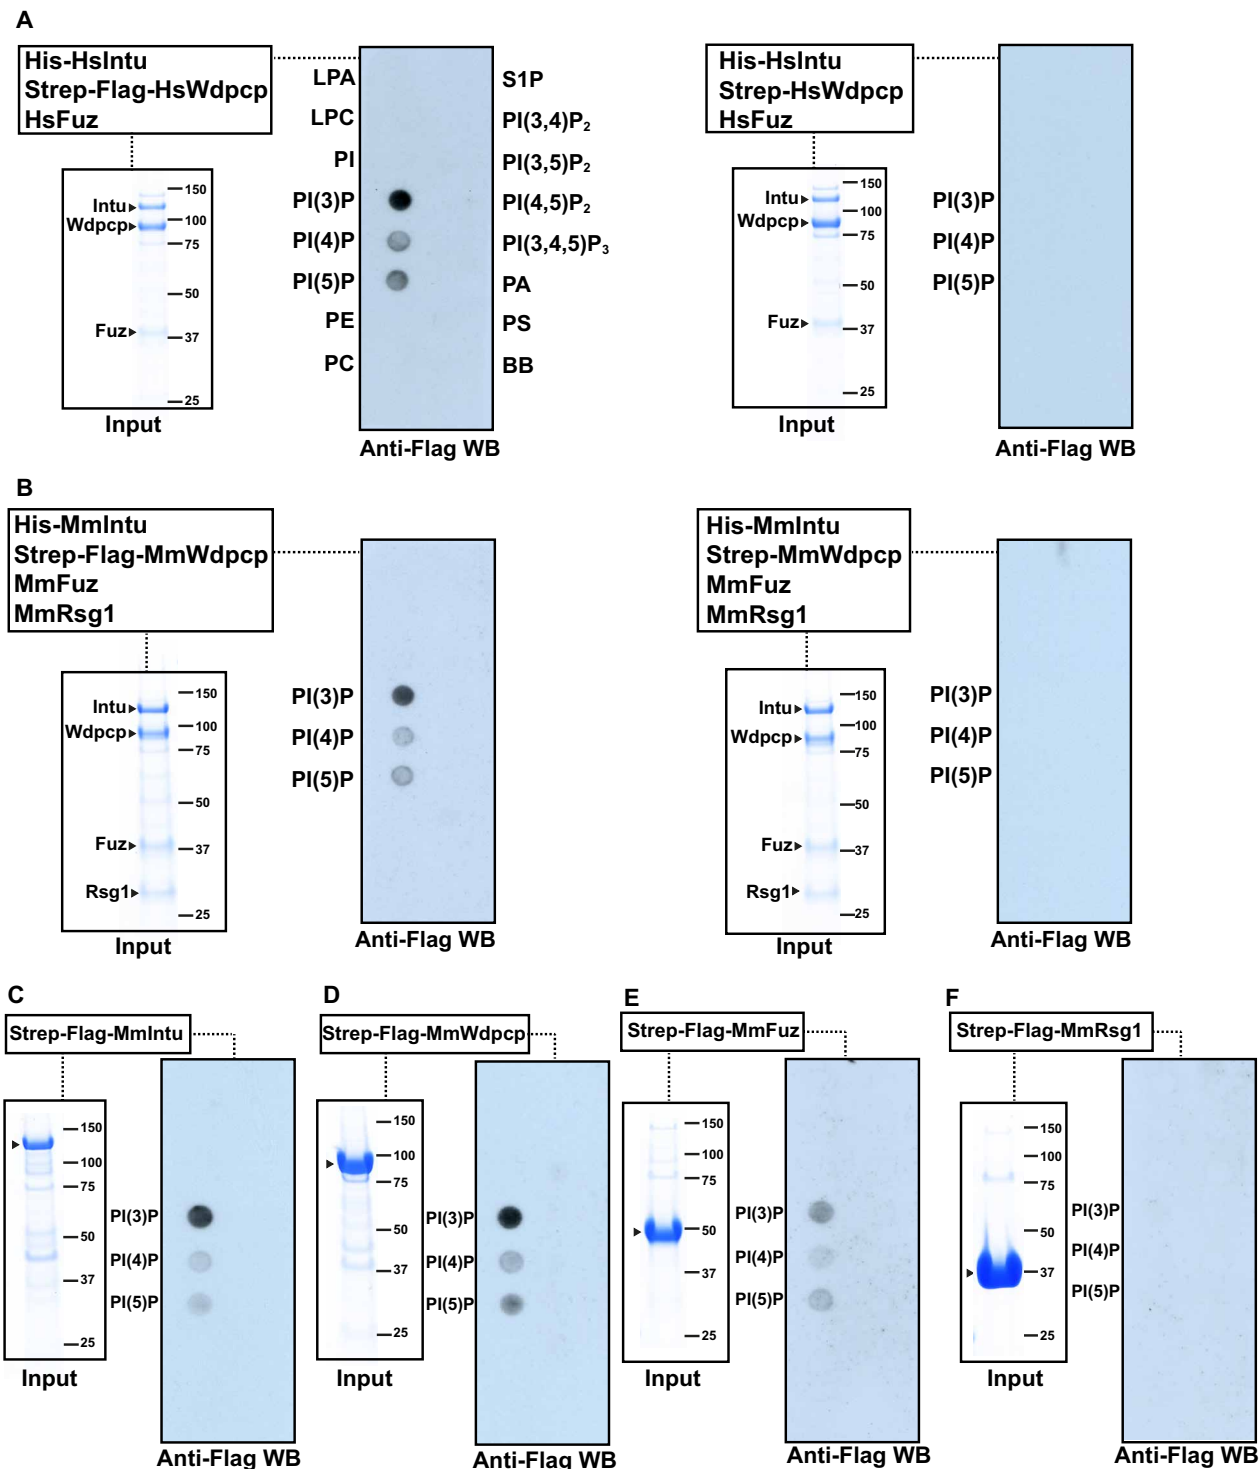 A
His-HsIntu
Strep-Flag-HsWdpcp
HsFuz
Intu
Wdpcp
Fuz
150
100
75
50
37
25
Input
LPA
LPC
PI
PI(3)P
PI(4)P
PI(5)P
PE
PC
S1P
PI(3,4)P2
PI(3,5)P2
PI(4,5)P2
PI(3,4,5)P3
PA
PS
BB
Anti-Flag WB
His-HsIntu
Strep-HsWdpcp
HsFuz
Intu
Wdpcp
Fuz
150
100
75
50
37
25
Input
PI(3)P
PI(4)P
PI(5)P
Anti-Flag WB
B
His-MmIntu
Strep-Flag-MmWdpcp
MmFuz
MmRsg1
Intu
Wdpcp
Fuz
Rsg1
150
100
75
50
37
25
Input
PI(3)P
PI(4)P
PI(5)P
Anti-Flag WB
His-MmIntu
Strep-MmWdpcp
MmFuz
MmRsg1
Intu
Wdpcp
Fuz
Rsg1
150
100
75
50
37
25
Input
PI(3)P
PI(4)P
PI(5)P
Anti-Flag WB
C
Strep-Flag-MmIntu
150
100
75
50
37
25
Input
PI(3)P
PI(4)P
PI(5)P
Anti-Flag WB
D
Strep-Flag-MmWdpcp
150
100
75
50
37
25
Input
PI(3)P
PI(4)P
PI(5)P
Anti-Flag WB
E
Strep-Flag-MmFuz
150
100
75
50
37
25
Input
PI(3)P
PI(4)P
PI(5)P
Anti-Flag WB
F
Strep-Flag-MmRsg1
150
100
75
50
37
25
Input
PI(3)P
PI(4)P
PI(5)P
Anti-Flag WB